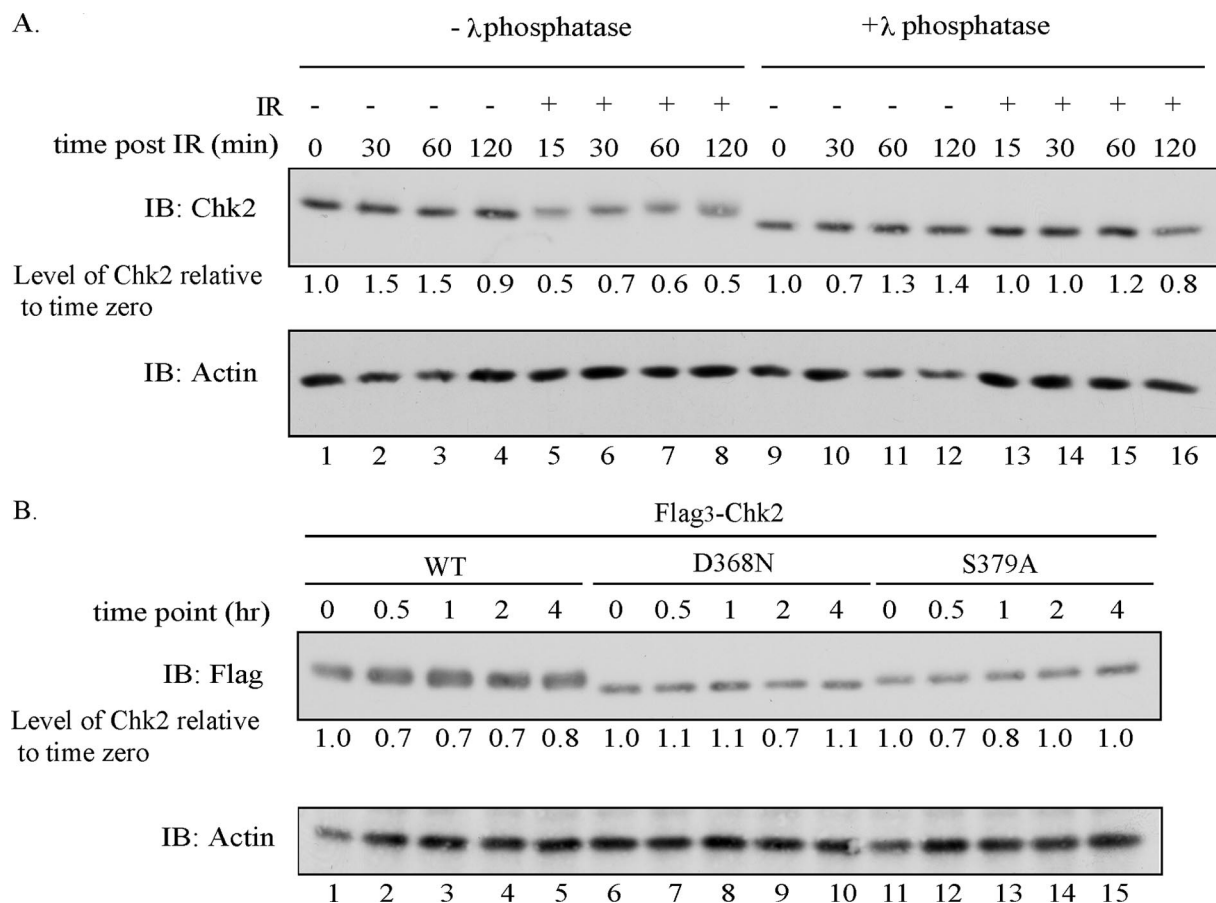 A.
- λ phosphatase +λ phosphatase
IR - - - - + + + + - - - - + + + +
time post IR (min) 0 30 60 120 15 30 60 120 0 30 60 120 15 30 60 120
IB: Chk2
Level of Chk2 relative
to time zero
1.0 1.5 1.5 0.9 0.5 0.7 0.6 0.5 1.0 0.7 1.3 1.4 1.0 1.0 1.2 0.8
IB: Actin
1 2 3 4 5 6 7 8 9 10 11 12 13 14 15 16
B.
Flag3-Chk2
WT D368N S379A
time point (hr) 0 0.5 1 2 4 0 0.5 1 2 4 0 0.5 1 2 4
IB: Flag
Level of Chk2 relative
to time zero
1.0 0.7 0.7 0.7 0.8 1.0 1.1 1.1 0.7 1.1 1.0 0.7 0.8 1.0 1.0
IB: Actin
1 2 3 4 5 6 7 8 9 10 11 12 13 14 15